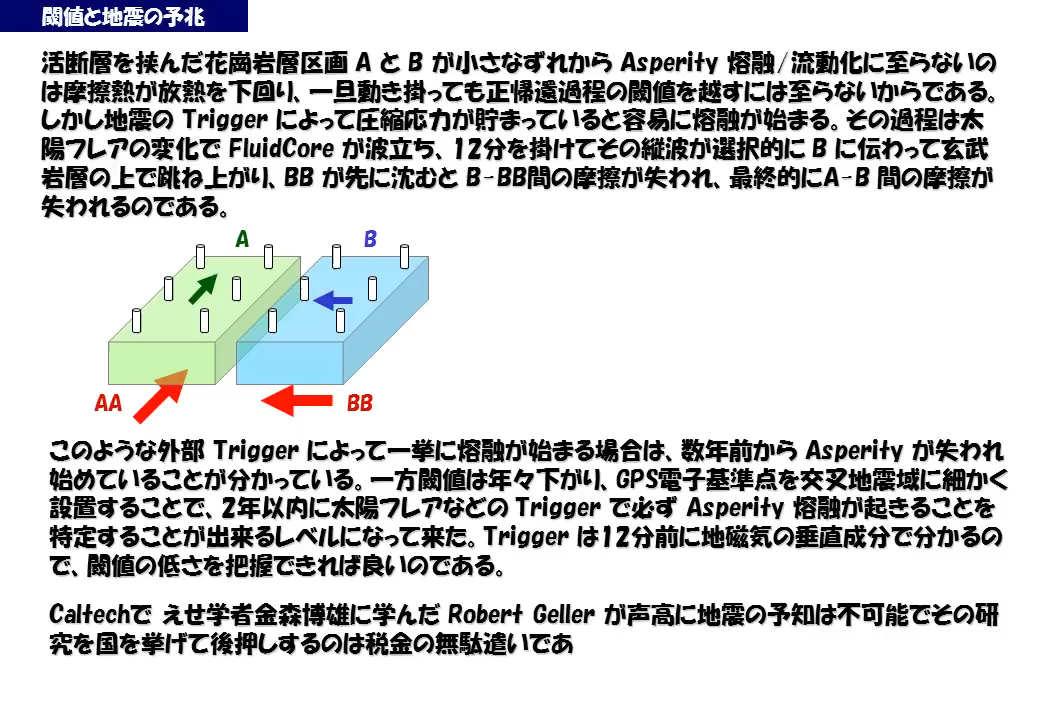 閾値と地震の予兆
活断層を挟んだ花崗岩層区画 A と B が小さなずれから Asperity 熔融/流動化に至らないの
は摩擦熱が放熱を下回り、一旦動き掛っても正帰還過程の閾値を越すには至らないからである。
しかし地震の Trigger によって圧縮応力が貯まっていると容易に熔融が始まる。その過程は太
陽フレアの変化で FluidCore が波立ち、12分を掛けてその縦波が選択的に B に伝わって玄武
岩層の上で跳ね上がり、BB が先に沈むと B-BB間の摩擦が失われ、最終的にA-B 間の摩擦が
失われるのである。
A
B
AA
BB
このような外部 Trigger によって一挙に熔融が始まる場合は、数年前から Asperity が失われ
始めていることが分かっている。一方閾値は年々下がり、GPS電子基準点を交叉地震域に細かく
設置することで、2年以内に太陽フレアなどの Trigger で必ず Asperity 熔融が起きることを
特定することが出来るレベルになって来た。Trigger は12分前に地磁気の垂直成分で分かるの
で、閾値の低さを把握できれば良いのである。
Caltechで えせ学者金森博雄に学んだ Robert Geller が声高に地震の予知は不可能でその研
究を国を挙げて後押しするのは税金の無駄遣いであ